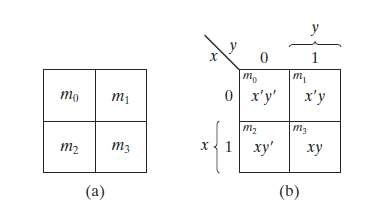 y
x y 0 1
m₀ m₁ 0 m₀ x'y' m₁ x'y
m₂ m₃ x 1 m₂ xy' m₃ xy
(a) (b)